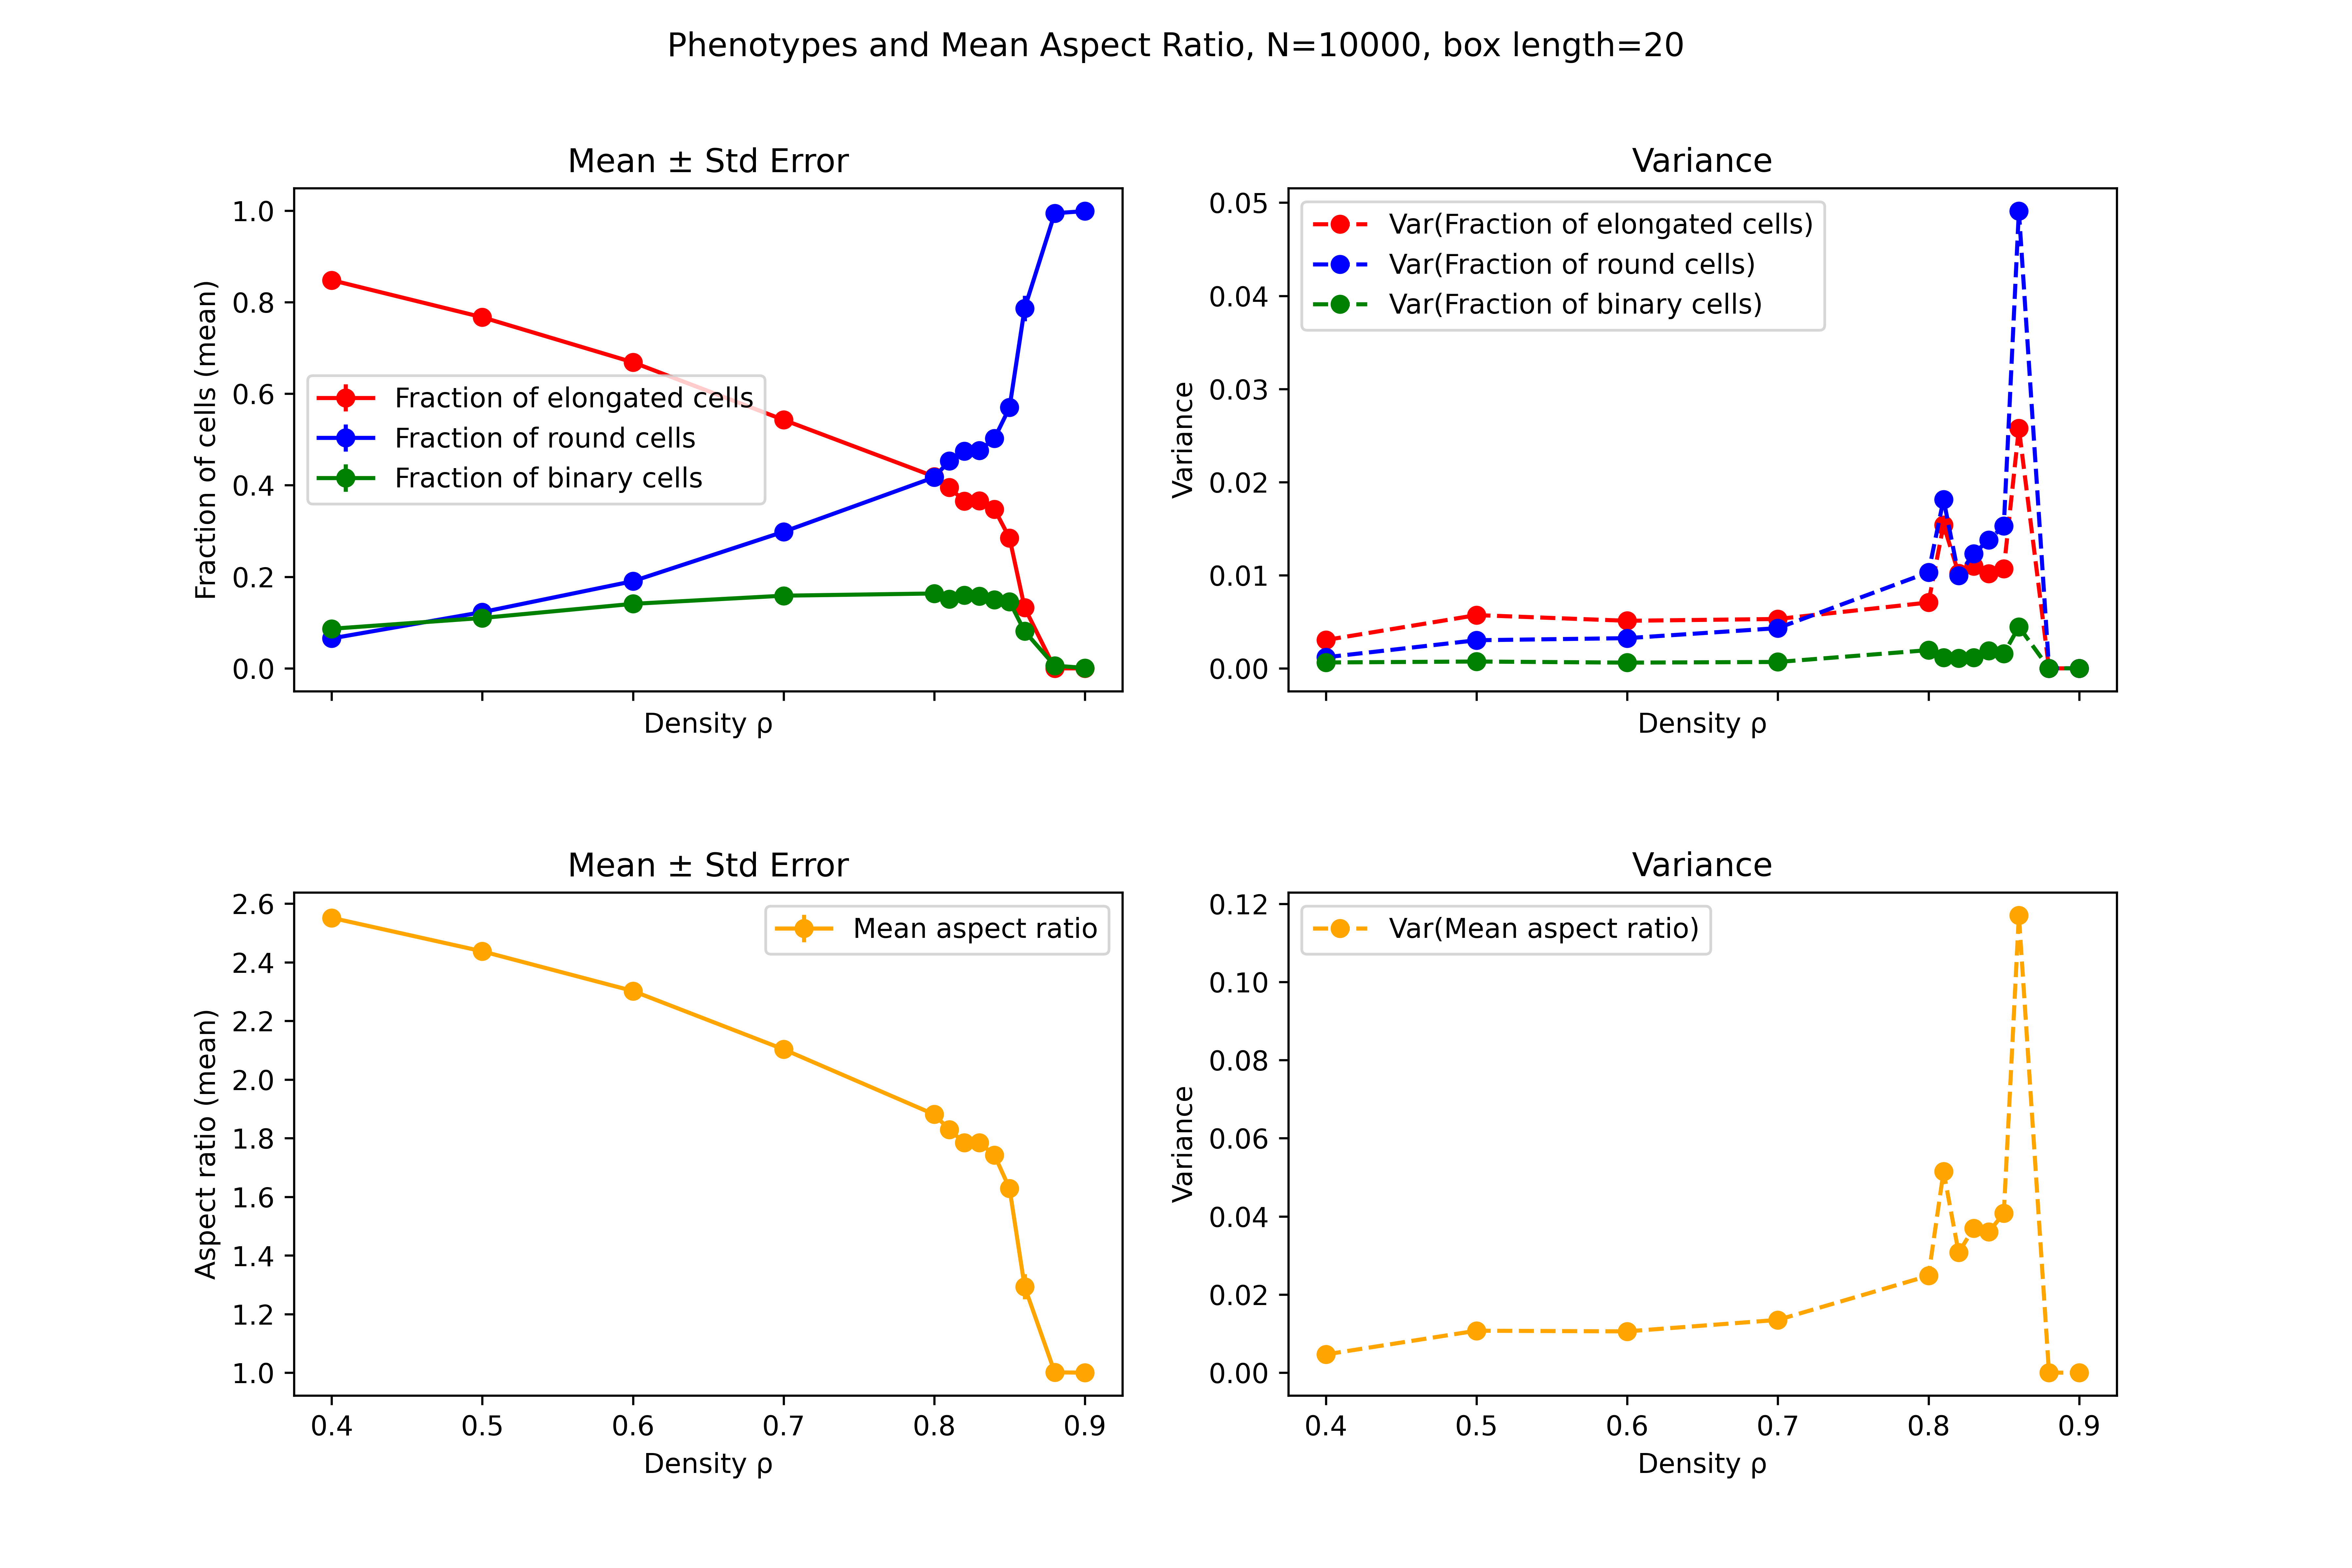 Phenotypes and Mean Aspect Ratio, N=10000, box length=20
Mean ± Std Error
Fraction of cells (mean)
1.0
0.8
0.6
0.4
0.2
0.0
Fraction of elongated cells
Fraction of round cells
Fraction of binary cells
Density ρ
Variance
Variance
0.05
0.04
0.03
0.02
0.01
0.00
Var(Fraction of elongated cells)
Var(Fraction of round cells)
Var(Fraction of binary cells)
Density ρ
Mean ± Std Error
Aspect ratio (mean)
2.6
2.4
2.2
2.0
1.8
1.6
1.4
1.2
1.0
Mean aspect ratio
0.4 0.5 0.6 0.7 0.8 0.9
Density ρ
Variance
Variance
0.12
0.10
0.08
0.06
0.04
0.02
0.00
Var(Mean aspect ratio)
0.4 0.5 0.6 0.7 0.8 0.9
Density ρ